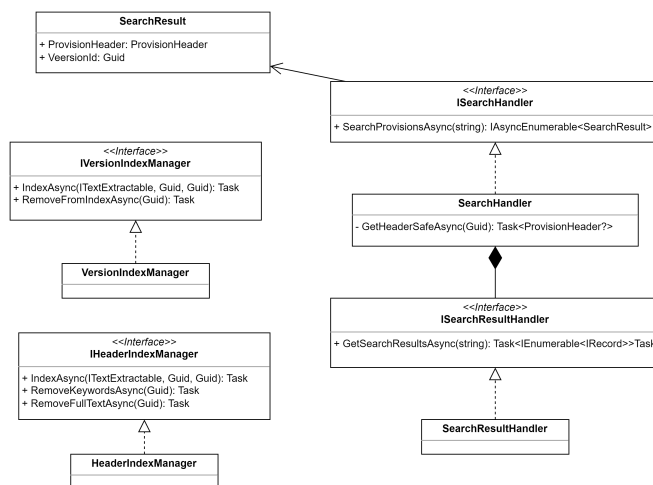 SearchResult
+ ProvisionHeader: ProvisionHeader
+ VeersionId: Guid
<<Interface>>
ISearchHandler
+ SearchProvisionsAsync(string): IAsyncEnumerable<SearchResult>
<<Interface>>
IVersionIndexManager
+ IndexAsync(ITextExtractable, Guid, Guid): Task
+ RemoveFromIndexAsync(Guid): Task
SearchHandler
- GetHeaderSafeAsync(Guid): Task<ProvisionHeader?>
VersionIndexManager
<<Interface>>
ISearchResultHandler
+ GetSearchResultsAsync(string): Task<IEnumerable<IRecord>>Task
<<Interface>>
IHeaderIndexManager
+ IndexAsync(ITextExtractable, Guid, Guid): Task
+ RemoveKeywordsAsync(Guid): Task
+ RemoveFullTextAsync(Guid): Task
SearchResultHandler
HeaderIndexManager